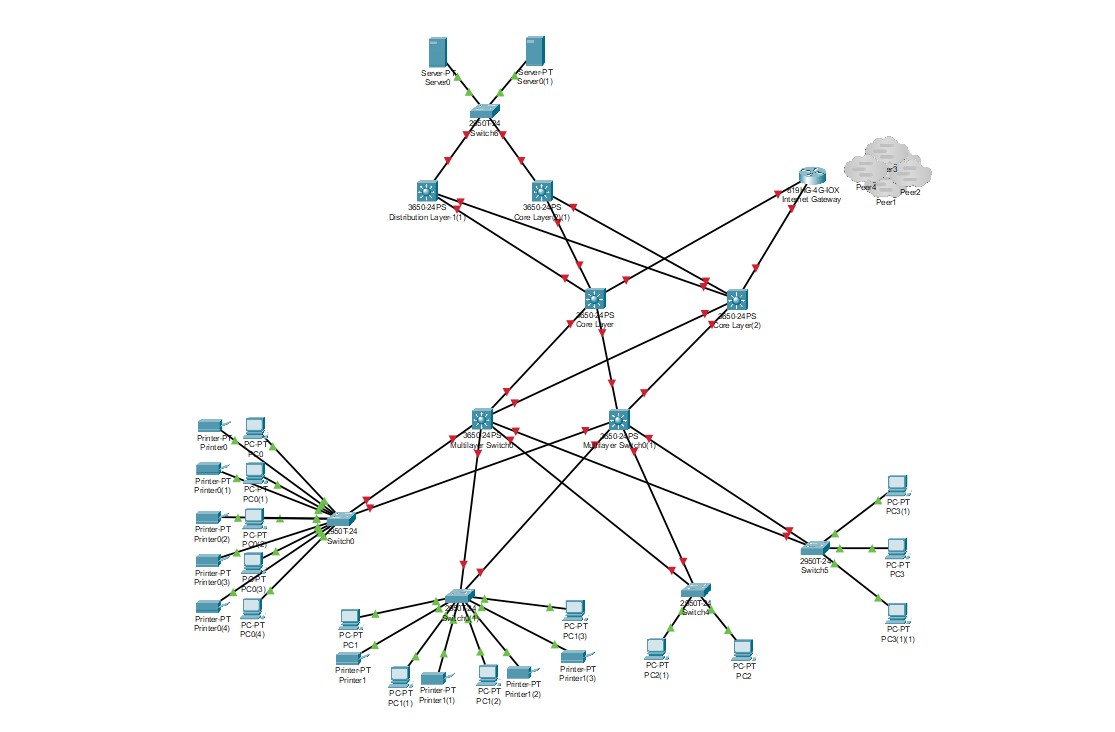 Server-PT
Server0
Server-PT
Server0(1)
2950T-24
Switch6
3650-24PS
Distribution Layer-1(1)
3650-24PS
Core Layer(2)(1)
819HG-4G-IOX
Internet Gateway
er3
Peer4
Peer2
Peer1
3650-24PS
Core Layer
3650-24PS
Core Layer(2)
3650-24PS
Multilayer Switch0
3650-24PS
Multilayer Switch0(1)
Printer-PT
Printer0
PC-PT
PC0
Printer-PT
Printer0(1)
PC-PT
PC0(1)
Printer-PT
Printer0(2)
PC-PT
PC0(2)
Printer-PT
Printer0(3)
PC-PT
PC0(3)
Printer-PT
Printer0(4)
PC-PT
PC0(4)
2950T-24
Switch0
PC-PT
PC3(1)
2950T-24
Switch5
PC-PT
PC3
PC-PT
PC3(1)(1)
2950T-24
2950T-24
Switch4
PC-PT
PC1
Printer-PT
Printer1
PC-PT
PC1(1)
Printer-PT
Printer1(1)
PC-PT
PC1(2)
Printer-PT
Printer1(2)
PC-PT
PC1(3)
Printer-PT
Printer1(3)
PC-PT
PC2(1)
PC-PT
PC2